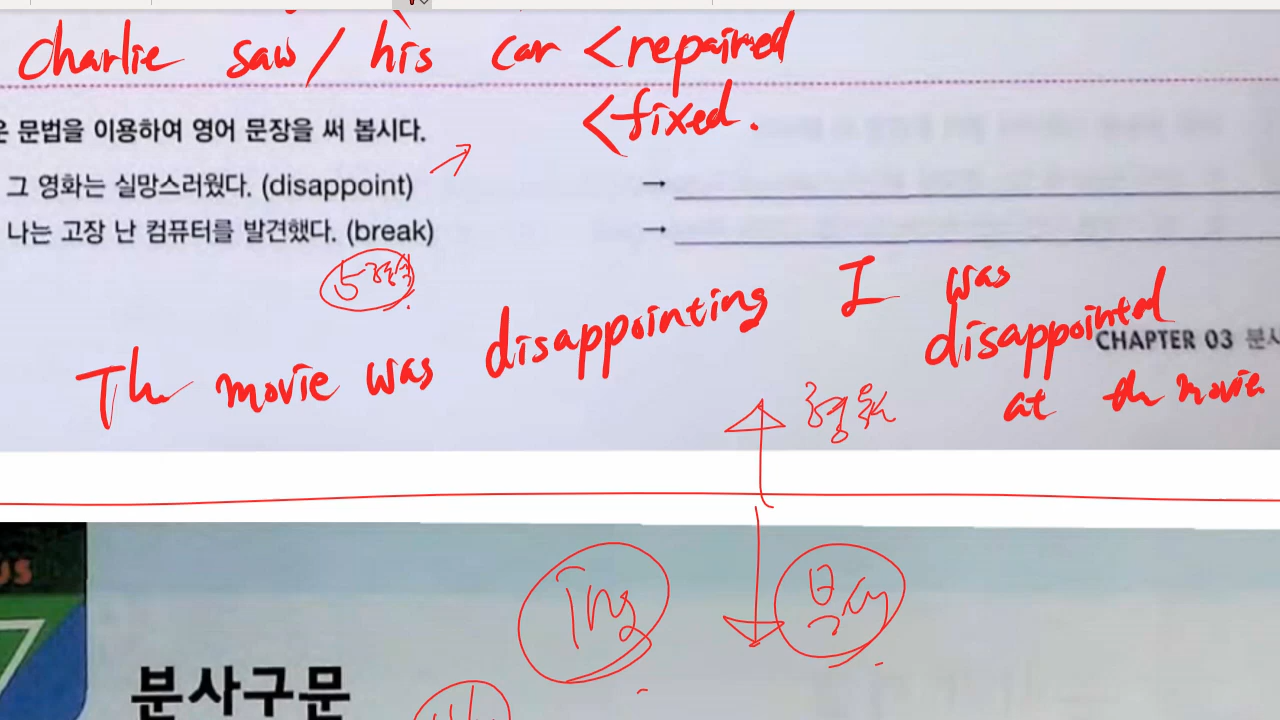 Charlie saw / his car < repaired
< fixed.
은 문법을 이용하여 영어 문장을 써 봅시다.
그 영화는 실망스러웠다. (disappoint) →
나는 고장 난 컴퓨터를 발견했다. (break) →
5형식
The movie was disappointing
I was
disappointed
at the movie
CHAPTER 03 분사
형용사
ing
부사
US
분사구문